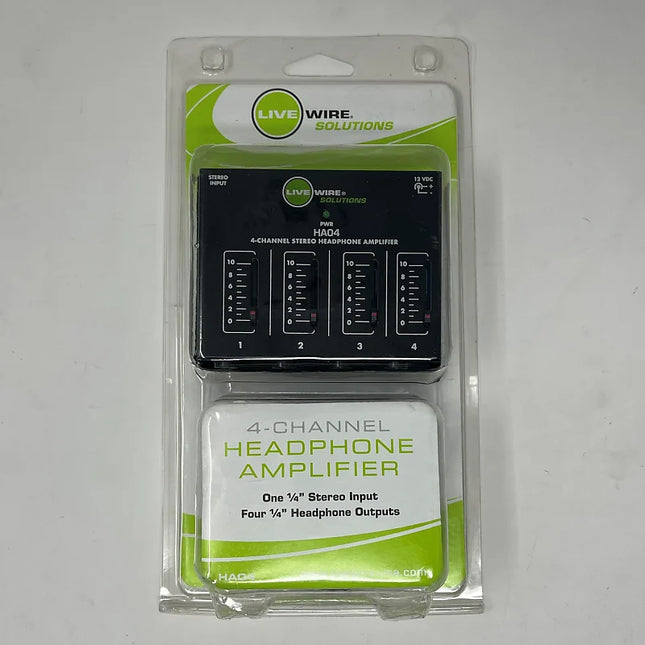 LIVE WIRE®
SOLUTIONS
STEREO
INPUT
12 VDC
LIVE WIRE®
SOLUTIONS
PWR
HA04
4-CHANNEL STEREO HEADPHONE AMPLIFIER
10 10 10 10
8 8 8 8
6 6 6 6
4 4 4 4
2 2 2 2
0 0 0 0
1 2 3 4
4-CHANNEL
HEADPHONE
AMPLIFIER
One ¼" Stereo Input
Four ¼" Headphone Outputs
HA04